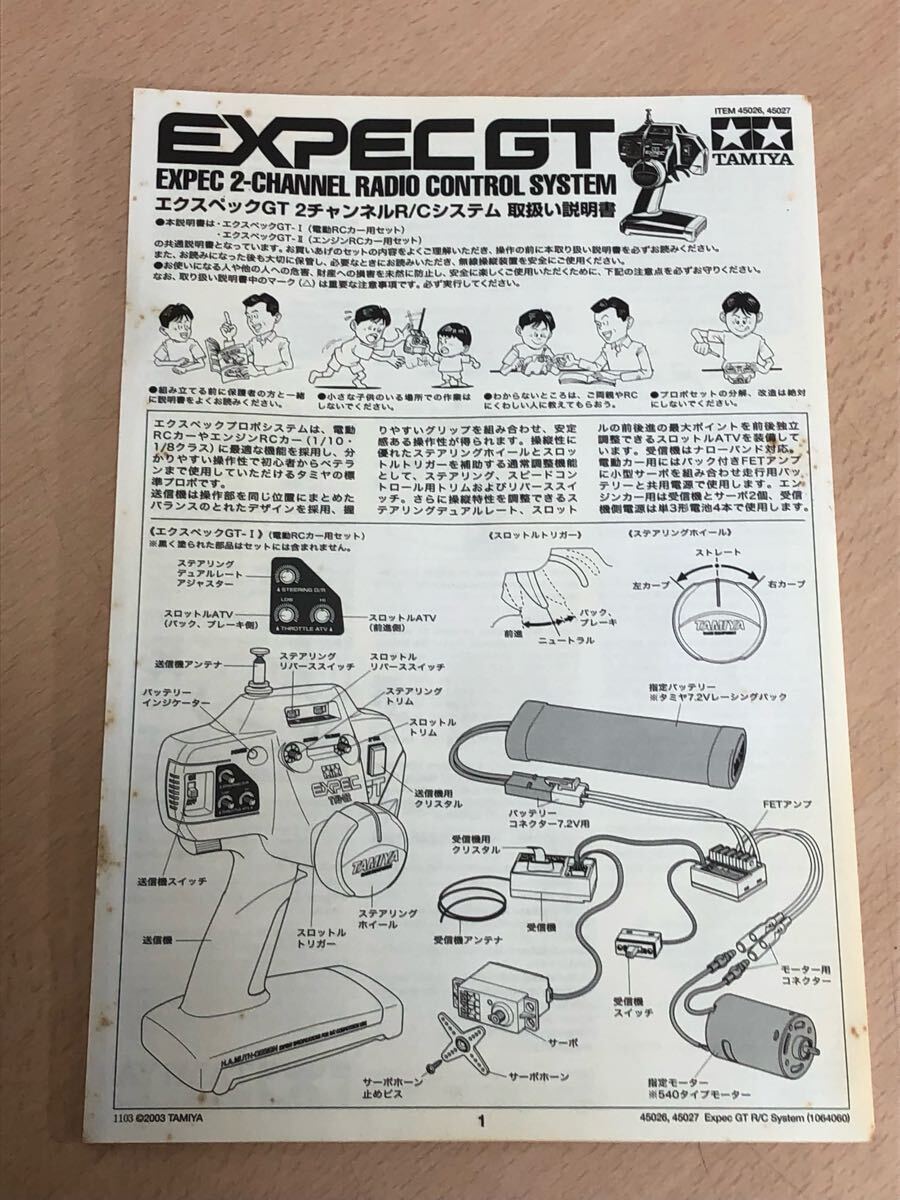 ITEM 45026, 45027
EXPEC GT
TAMIYA
EXPEC 2-CHANNEL RADIO CONTROL SYSTEM
エクスペックGT 2チャンネルR/Cシステム 取扱い説明書
●本説明書は・エクスペックGT-Ⅰ(電動RCカー用セット)
・エクスペックGT-Ⅱ(エンジンRCカー用セット)
の共通説明書となっています。お買いあげのセットの内容をよくご理解いただき、操作の前に本取り扱い説明書を必ずお読みください。
また、お読みになった後も大切に保管し、必要なときにお読みいただき、無線操縦装置を安全にご使用ください。
●お使いになる人や他の人への危害、財産への損害を未然に防止し、安全に楽しくご使用いただくために、下記の注意点を必ずお守りください。
なお、取り扱い説明書中のマーク(△)は重要な注意事項です。必ず実行してください。
●組み立てる前に保護者の方と一緒
に説明書をよくお読みください。
●小さな子供のいる場所での作業は
しないでください。
●わからないところは、ご両親やRC
にくわしい人に教えてもらおう。
●プロポセットの分解、改造は絶対
にしないでください。
エクスペックプロポシステムは、電動
RCカーやエンジンRCカー(1/10・
1/8クラス)に最適な機能を採用し、分
かりやすい操作性で初心者からベテラ
ンまで使用していただけるタミヤの標
準プロポです。
送信機は操作部を同じ位置にまとめた
バランスのとれたデザインを採用、握
りやすいグリップを組み合わせ、安定
感ある操作性が得られます。操縦性に
優れたステアリングホイールとスロッ
トルトリガーを補助する通常調整機能
として、ステアリング、スピードコン
トロール用トリムおよびリバーススイ
ッチ。さらに操縦特性を調整できるス
テアリングデュアルレート、スロット
ルの前後進の最大ポイントを前後独立
調整できるスロットルATVを装備して
います。受信機はナローバンド対応。
電動カー用にはバック付きFETアンプ
に小型サーボを組み合わせ走行用バッ
テリーと共用電源で使用します。エン
ジンカー用は受信機とサーボ2個、受信
機側電源は単3形電池4本で使用します。
《エクスペックGT-Ⅰ》(電動RCカー用セット)
※黒く塗られた部品はセットには含まれません。
《スロットルトリガー》
《ステアリングホイール》
ステアリング
デュアルレート
アジャスター
STEERING D/R
LOW
HI
THROTTLE ATV
スロットルATV
(バック、ブレーキ側)
スロットルATV
(前進側)
前進
ニュートラル
バック、
ブレーキ
ストレート
左カーブ
右カーブ
TAMIYA
送信機アンテナ
ステアリング
リバーススイッチ
スロットル
リバーススイッチ
バッテリー
インジケーター
ステアリング
トリム
スロットル
トリム
指定バッテリー
※タミヤ7.2Vレーシングパック
EXPEC
GT
送信機用
クリスタル
バッテリー
コネクター7.2V用
FETアンプ
受信機用
クリスタル
TAMIYA
送信機スイッチ
ステアリング
ホイール
受信機アンテナ
受信機
送信機
スロットル
トリガー
受信機
スイッチ
モーター用
コネクター
サーボ
サーボホーン
止めビス
サーボホーン
指定モーター
※540タイプモーター
1103 ©2003 TAMIYA
1
45026, 45027 Expec GT R/C System (1064060)